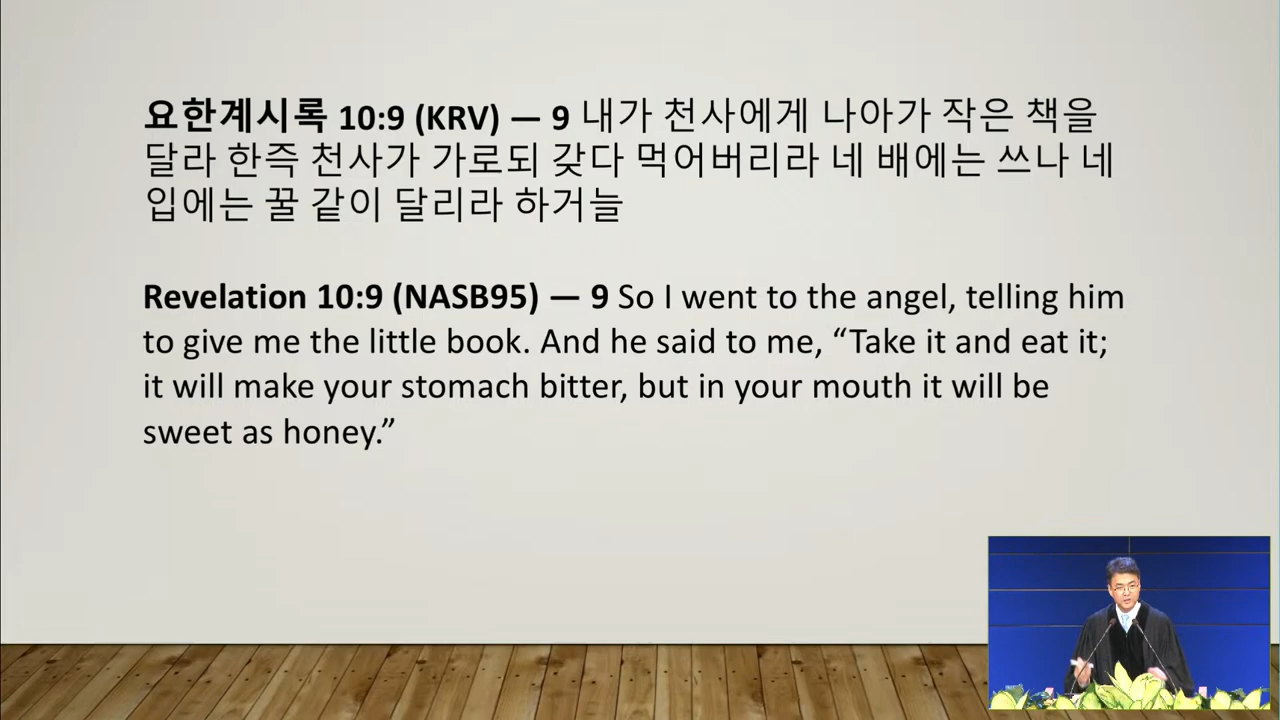 요한계시록 10:9 (KRV) — 9 내가 천사에게 나아가 작은 책을
달라 한즉 천사가 가로되 갖다 먹어버리라 네 배에는 쓰나 네
입에는 꿀 같이 달리라 하거늘
Revelation 10:9 (NASB95) — 9 So I went to the angel, telling him
to give me the little book. And he said to me, “Take it and eat it;
it will make your stomach bitter, but in your mouth it will be
sweet as honey.”